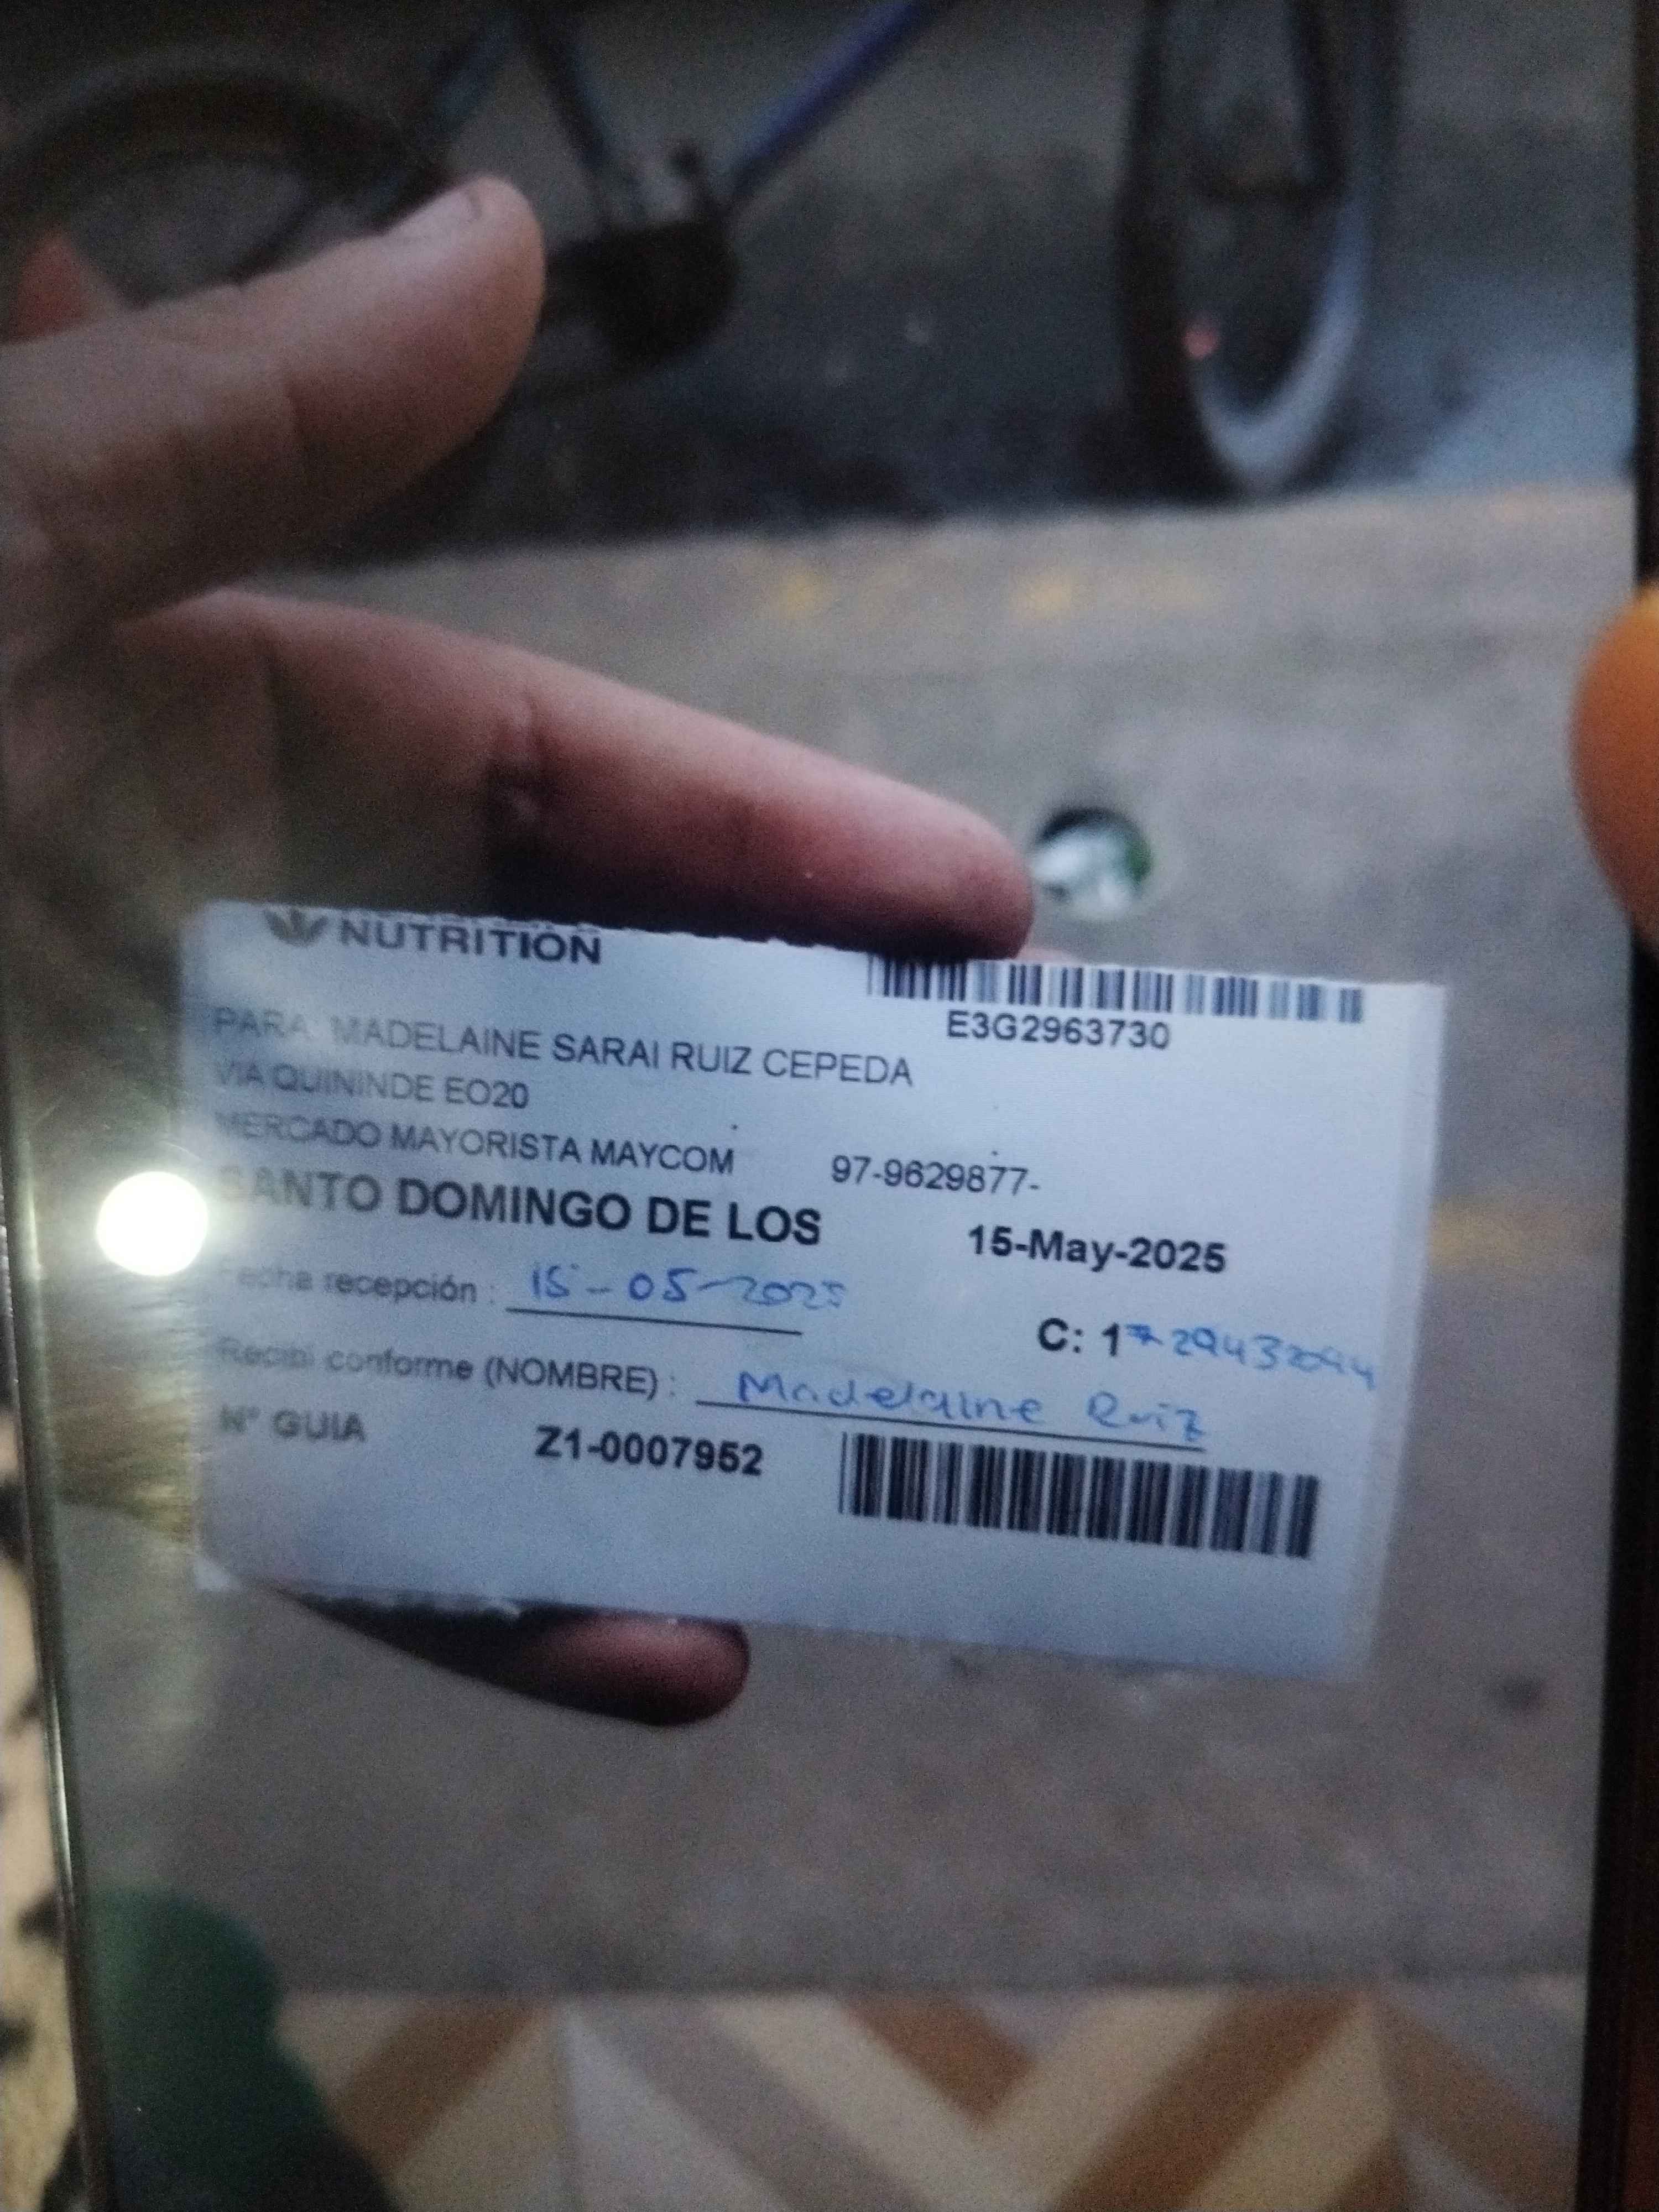 NUTRITION
E3G2963730
PARA: MADELAINE SARAI RUIZ CEPEDA
VIA QUININDE EO20
MERCADO MAYORISTA MAYCOM 97-9629877-
SANTO DOMINGO DE LOS 15-May-2025
Fecha recepción : 15-05-2025
C: 1
Recibi conforme (NOMBRE) : Madelaine Ruiz
N° GUIA Z1-0007952